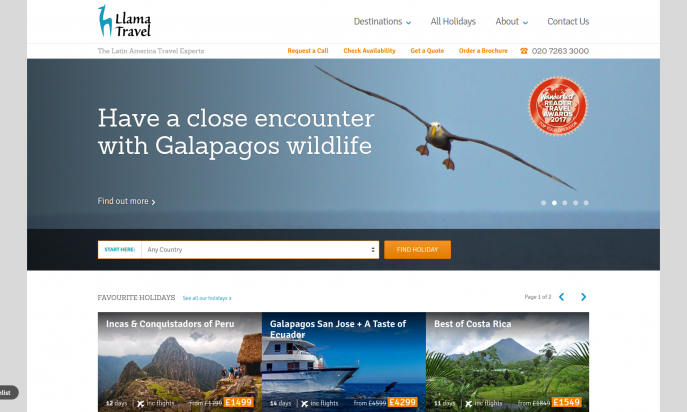 Llama
Travel
Destinations
All Holidays
About
Contact Us
The Latin America Travel Experts
Request a Call
Check Availability
Get a Quote
Order a Brochure
020 7263 3000
Have a close encounter
with Galapagos wildlife
Wanderlust
READER
TRAVEL
AWARDS
2017
TOP TOUR OPERATOR
Find out more
START HERE:
Any Country
FIND HOLIDAY
FAVOURITE HOLIDAYS
See all our holidays
Page 1 of 2
Incas & Conquistadors of Peru
12 days
inc flights
from £1799
£1499
Galapagos San Jose + A Taste of
Ecuador
14 days
inc flights
from £4599
£4299
Best of Costa Rica
11 days
inc flights
from £1849
£1549